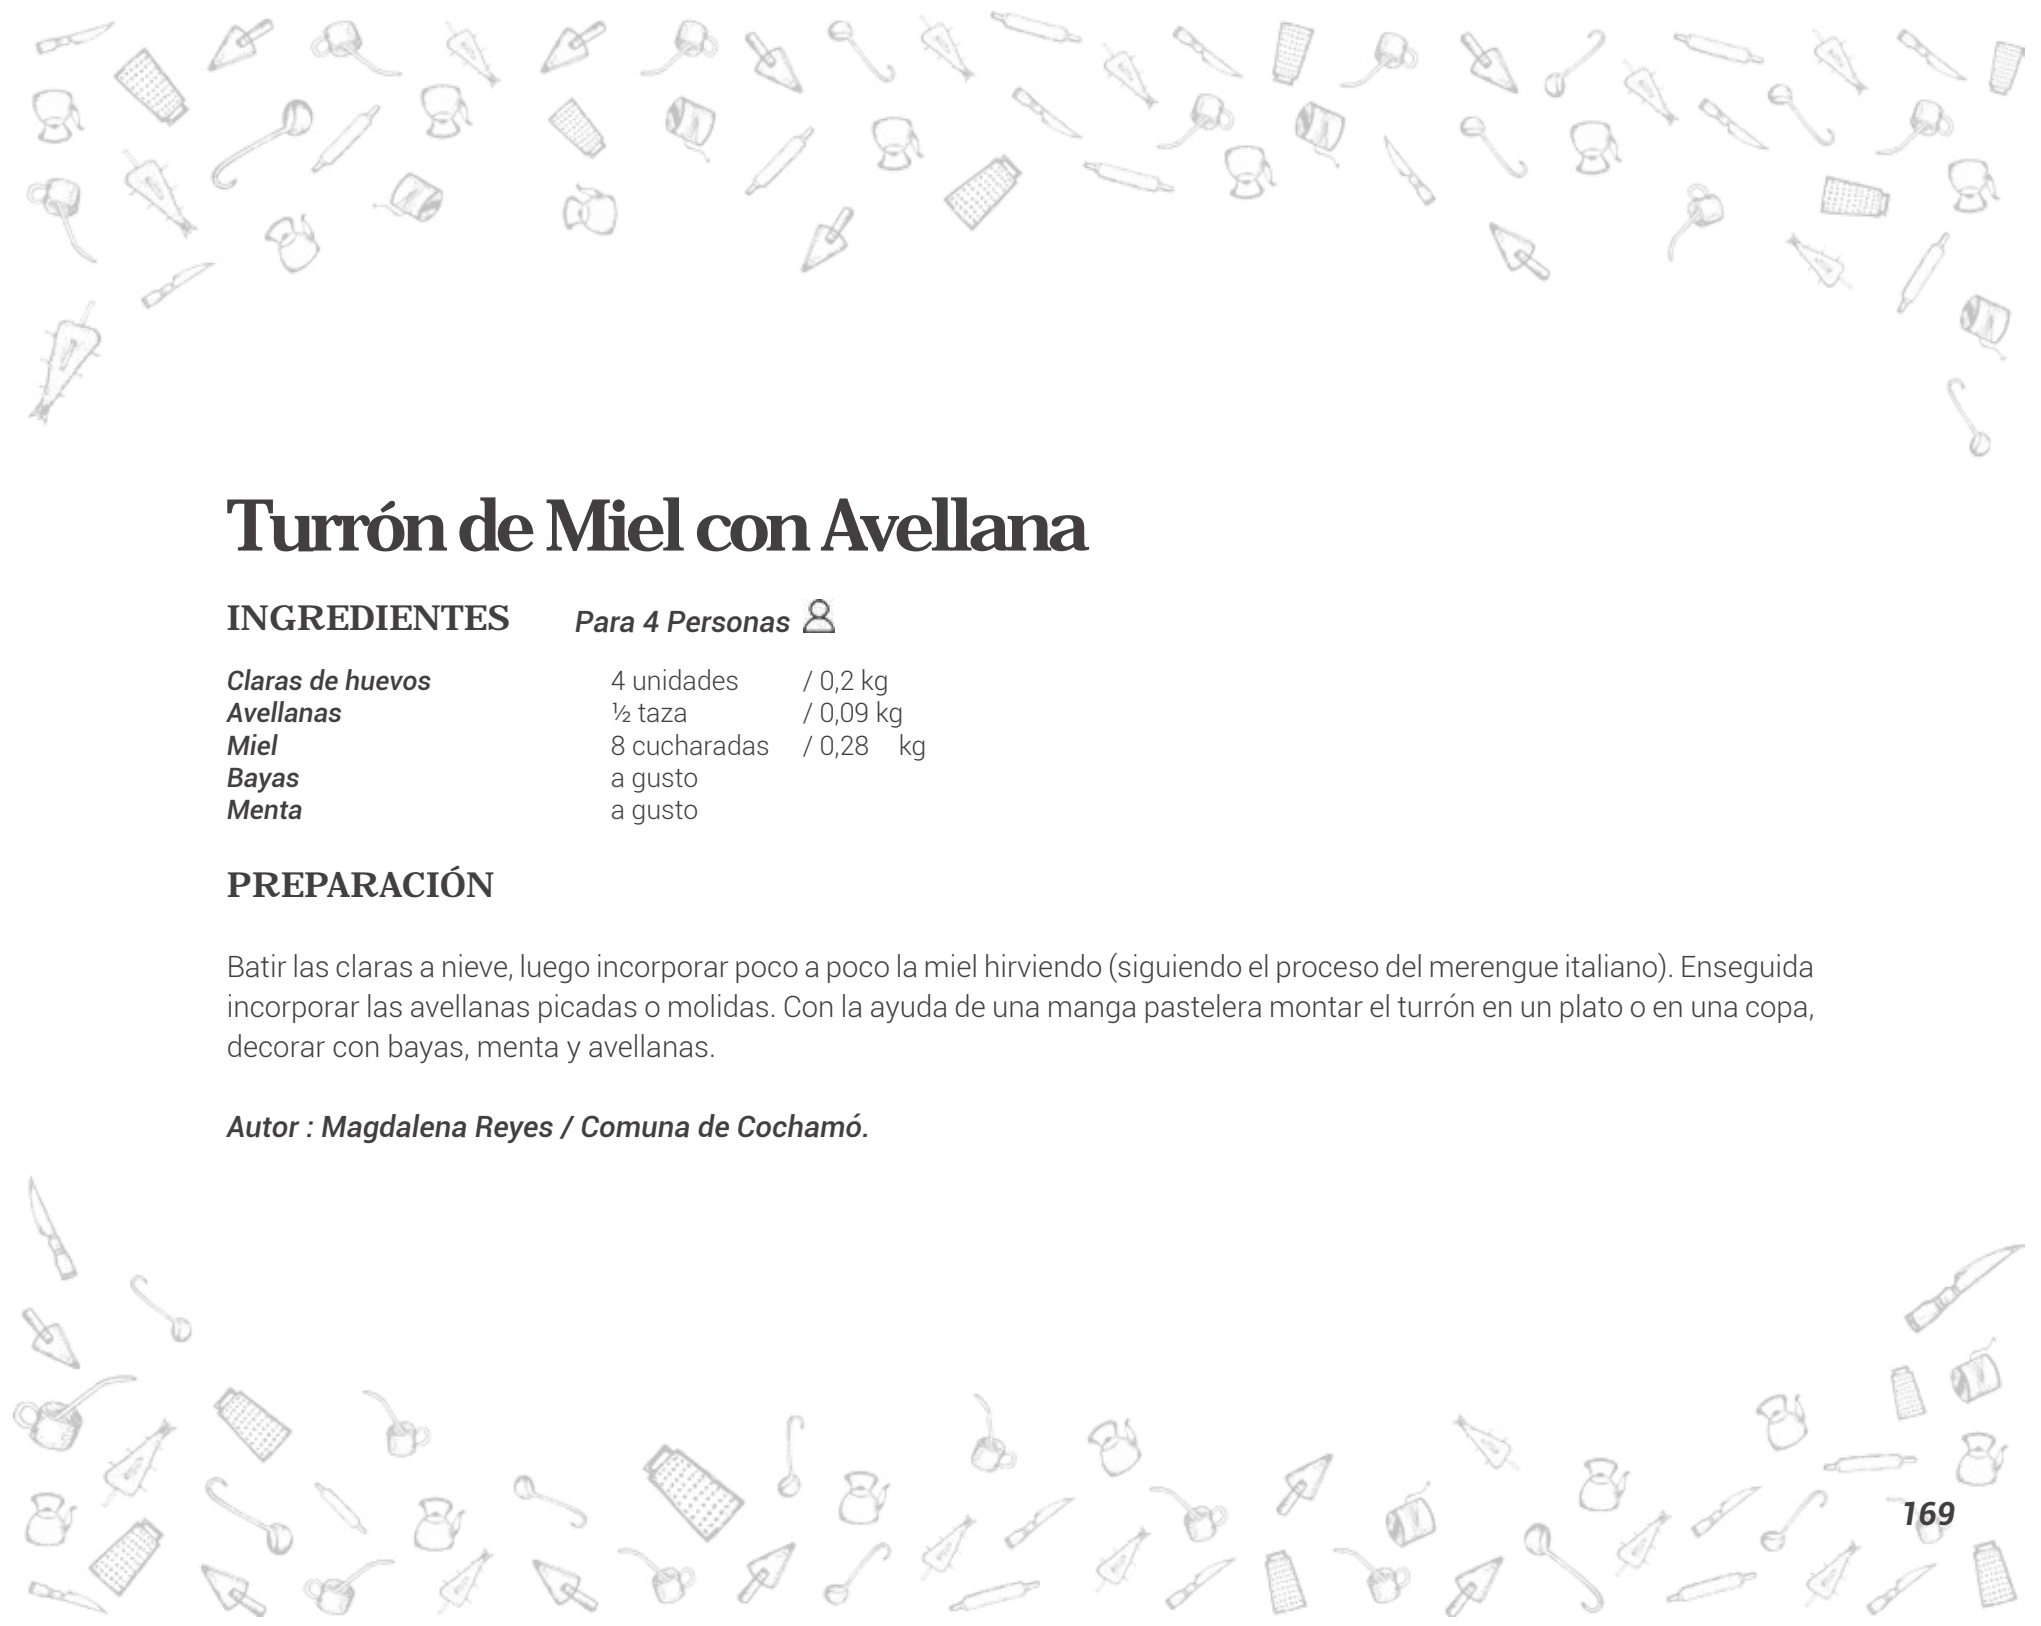 Turrón de Miel con Avellana
INGREDIENTES Para 4 Personas
Claras de huevos 4 unidades / 0,2 kg
Avellanas ½ taza / 0,09 kg
Miel 8 cucharadas / 0,28 kg
Bayas a gusto
Menta a gusto
PREPARACIÓN
Batir las claras a nieve, luego incorporar poco a poco la miel hirviendo (siguiendo el proceso del merengue italiano). Enseguida
incorporar las avellanas picadas o molidas. Con la ayuda de una manga pastelera montar el turrón en un plato o en una copa,
decorar con bayas, menta y avellanas.
Autor : Magdalena Reyes / Comuna de Cochamó.
169